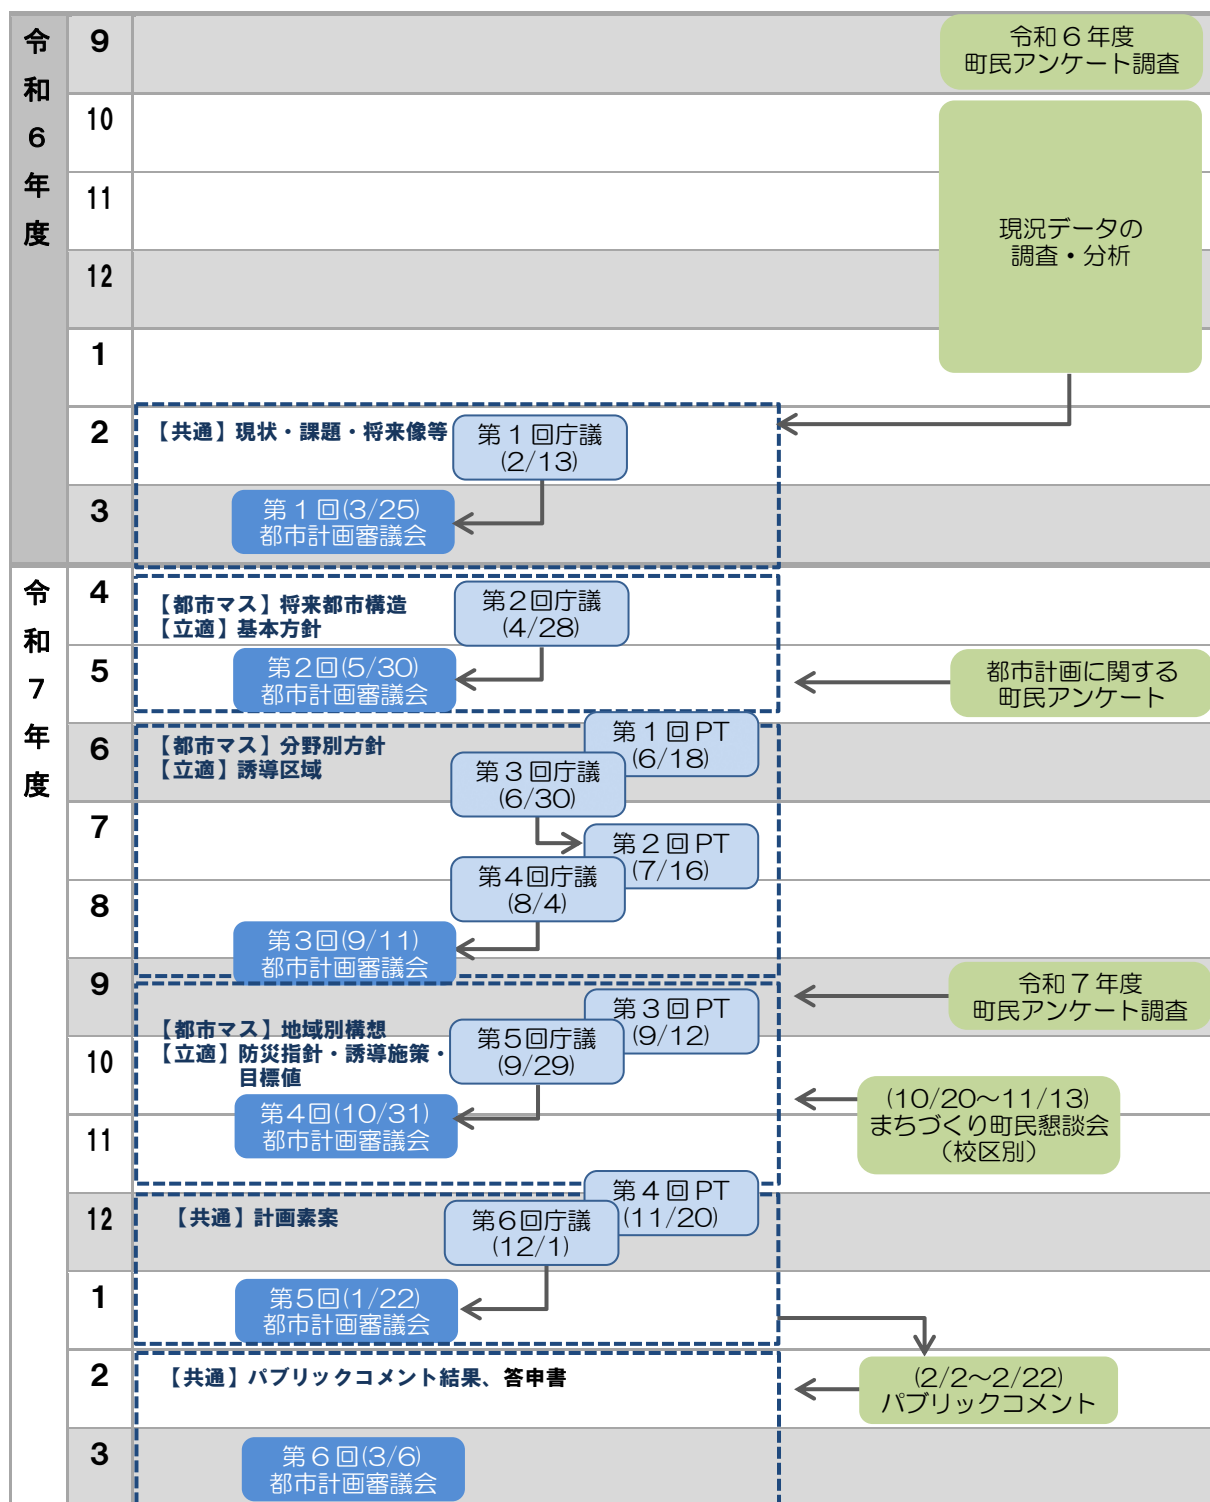 令和６年度
9
令和６年度
町民アンケート調査
10
現況データの
調査・分析
11
12
1
2
【共通】現状・課題・将来像等
第１回庁議
(2/13)
3
第１回(3/25)
都市計画審議会
令和７年度
4
【都市マス】将来都市構造
【立適】基本方針
第２回庁議
(4/28)
5
第２回(5/30)
都市計画審議会
都市計画に関する
町民アンケート
6
【都市マス】分野別方針
【立適】誘導区域
第１回PT
(6/18)
第３回庁議
(6/30)
7
第２回PT
(7/16)
第４回庁議
(8/4)
8
第３回(9/11)
都市計画審議会
9
令和７年度
町民アンケート調査
第３回PT
(9/12)
【都市マス】地域別構想
【立適】防災指針・誘導施策・
目標値
第５回庁議
(9/29)
10
第４回(10/31)
都市計画審議会
(10/20～11/13)
まちづくり町民懇談会
（校区別）
11
第４回PT
(11/20)
12
【共通】計画素案
第６回庁議
(12/1)
1
第５回(1/22)
都市計画審議会
2
【共通】パブリックコメント結果、答申書
(2/2～2/22)
パブリックコメント
3
第６回(3/6)
都市計画審議会